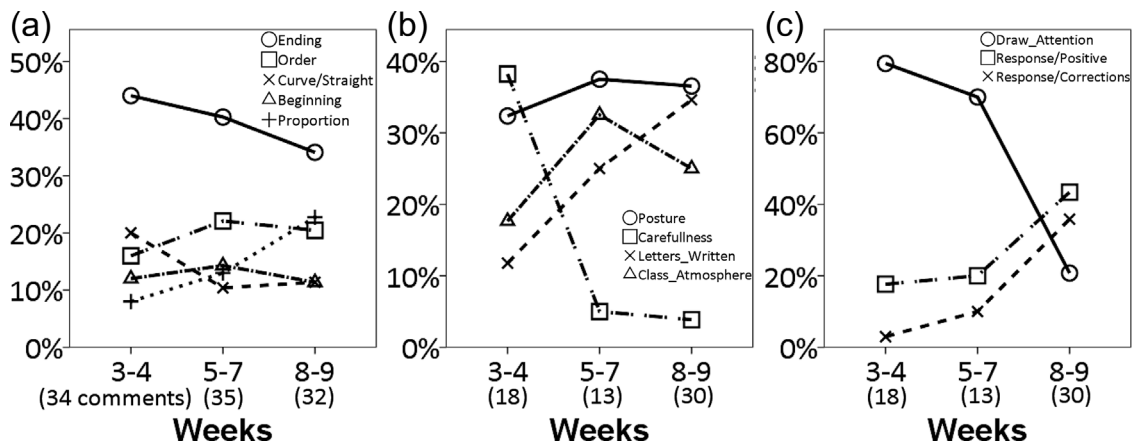 (a)
Ending
Order
Curve/Straight
Beginning
Proportion
50%
40%
30%
20%
10%
0%
3-4
5-7
8-9
(34 comments)
(35)
(32)
Weeks
(b)
40%
30%
20%
10%
0%
Posture
Carefullness
Letters_Written
Class_Atmosphere
3-4
5-7
8-9
(18)
(13)
(30)
Weeks
(c)
Draw_Attention
Response/Positive
Response/Corrections
80%
60%
40%
20%
0%
3-4
5-7
8-9
(18)
(13)
(30)
Weeks